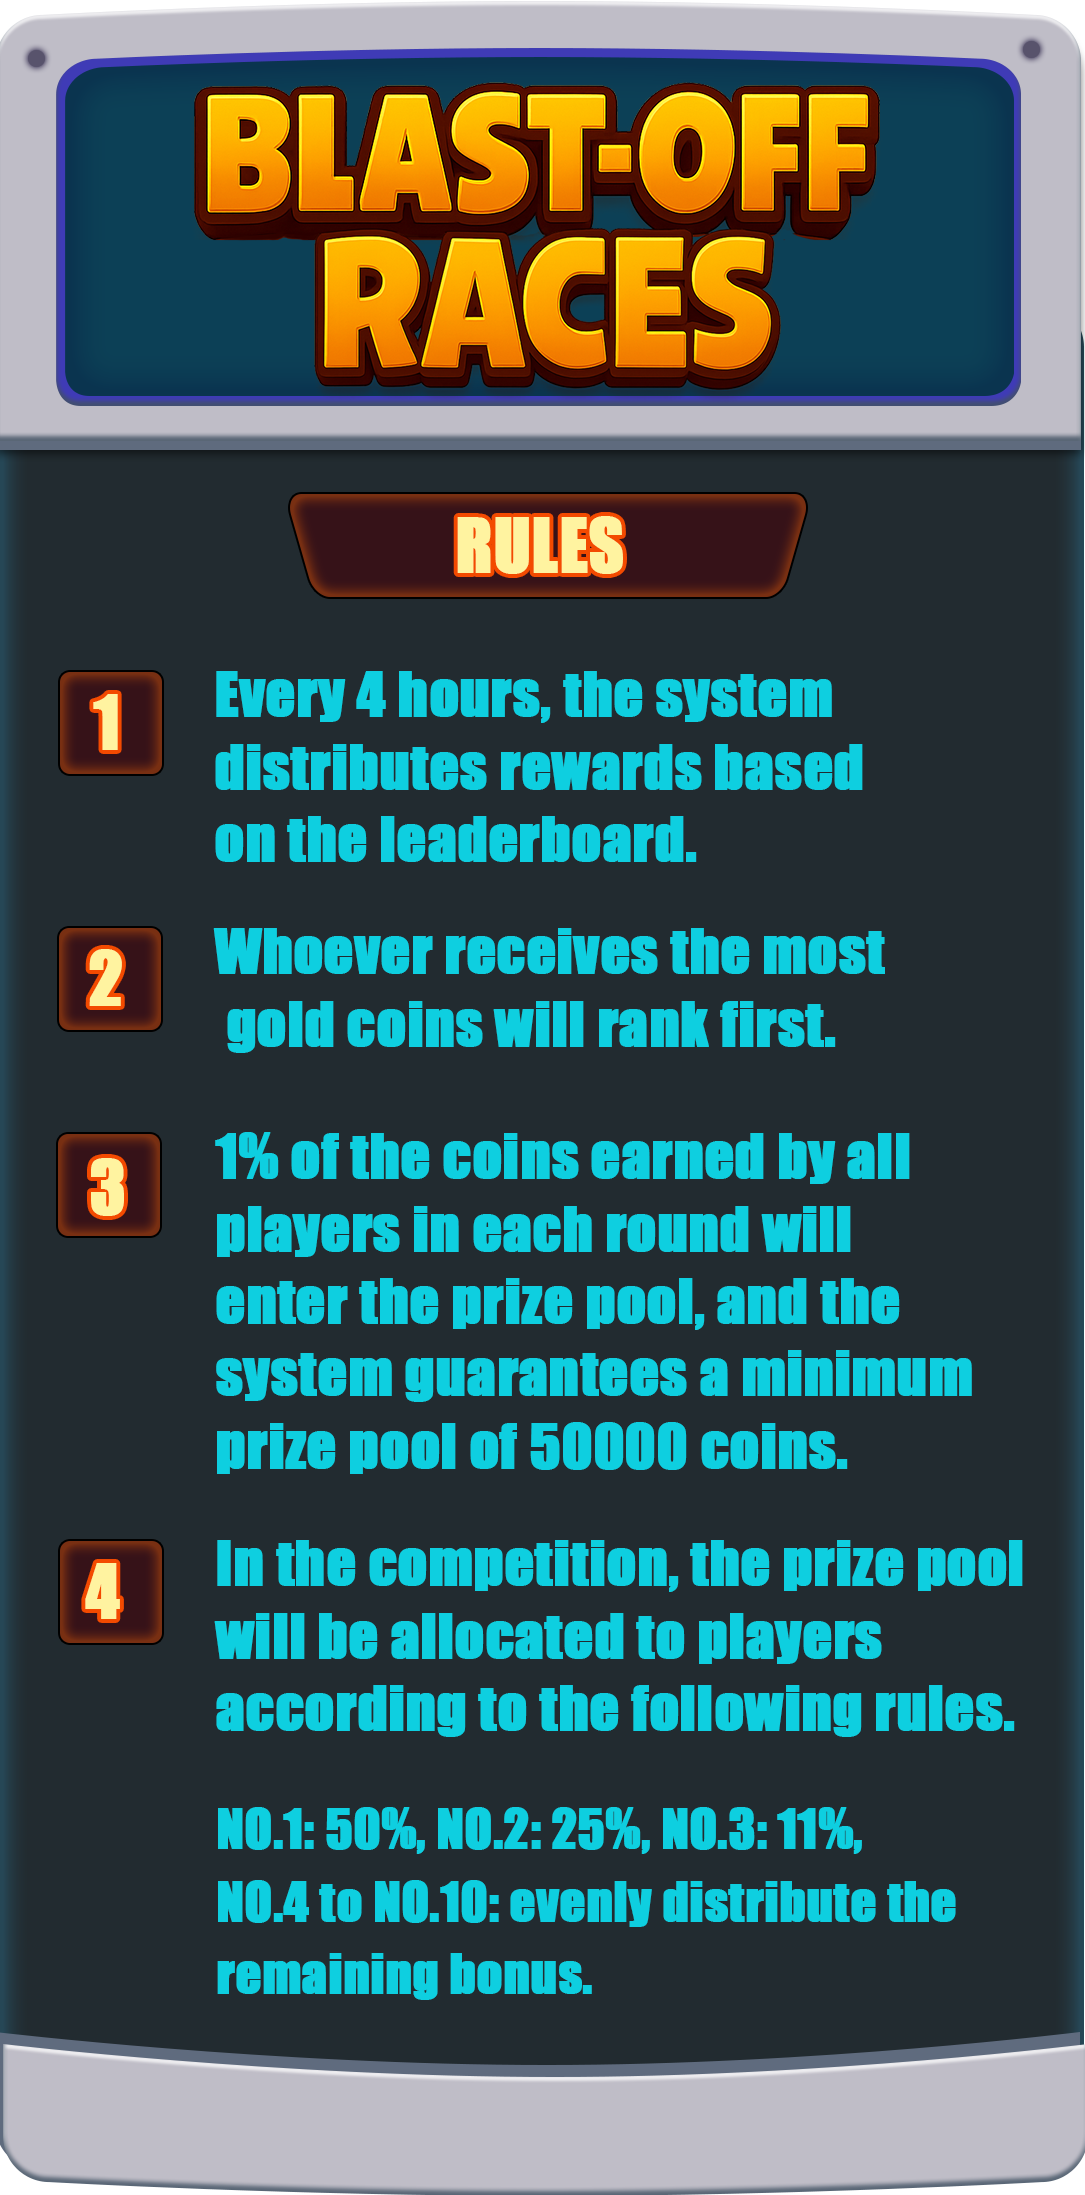 BLAST-OFF
RACES
RULES
1
Every 4 hours, the system
distributes rewards based
on the leaderboard.
2
Whoever receives the most
gold coins will rank first.
3
1% of the coins earned by all
players in each round will
enter the prize pool, and the
system guarantees a minimum
prize pool of 50000 coins.
4
In the competition, the prize pool
will be allocated to players
according to the following rules.
NO.1: 50%, NO.2: 25%, NO.3: 11%,
NO.4 to NO.10: evenly distribute the
remaining bonus.